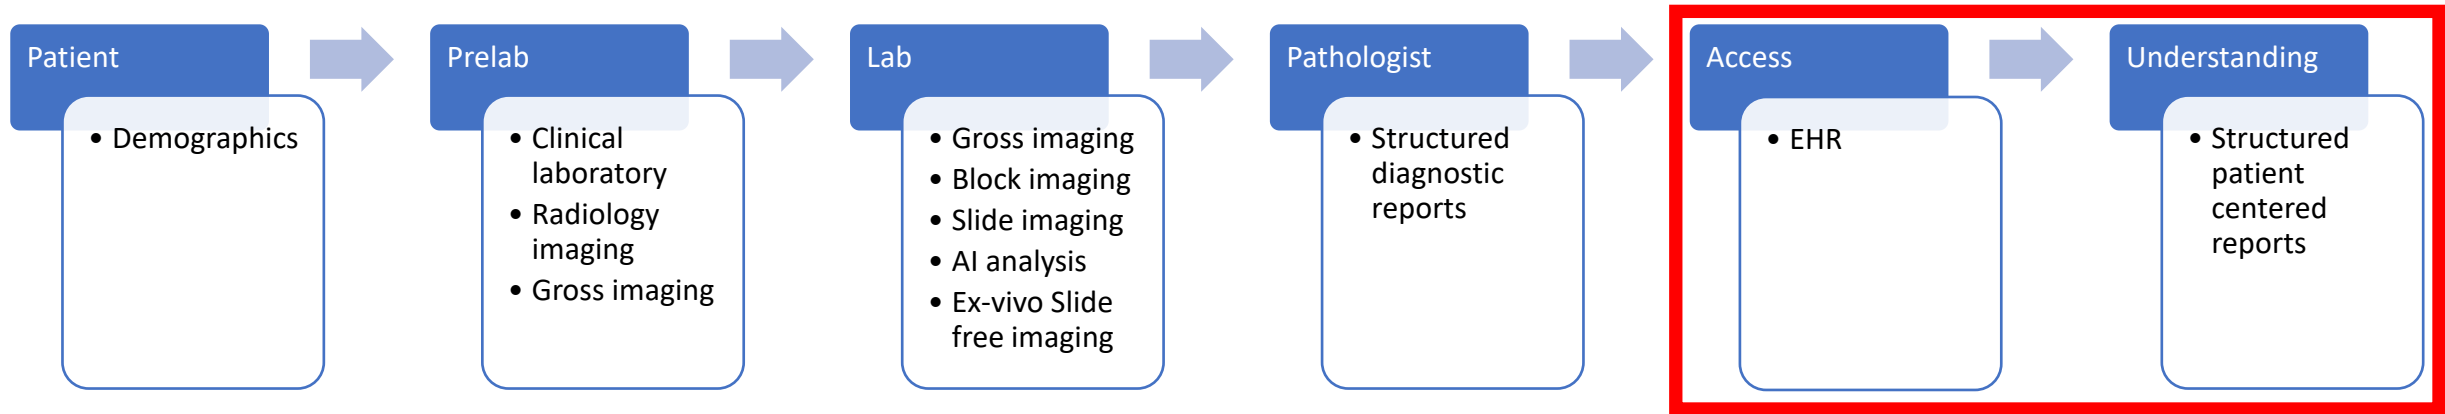 Patient
• Demographics
Prelab
• Clinical
laboratory
• Radiology
imaging
• Gross imaging
Lab
• Gross imaging
• Block imaging
• Slide imaging
• AI analysis
• Ex-vivo Slide
free imaging
Pathologist
• Structured
diagnostic
reports
Access
• EHR
Understanding
• Structured
patient
centered
reports